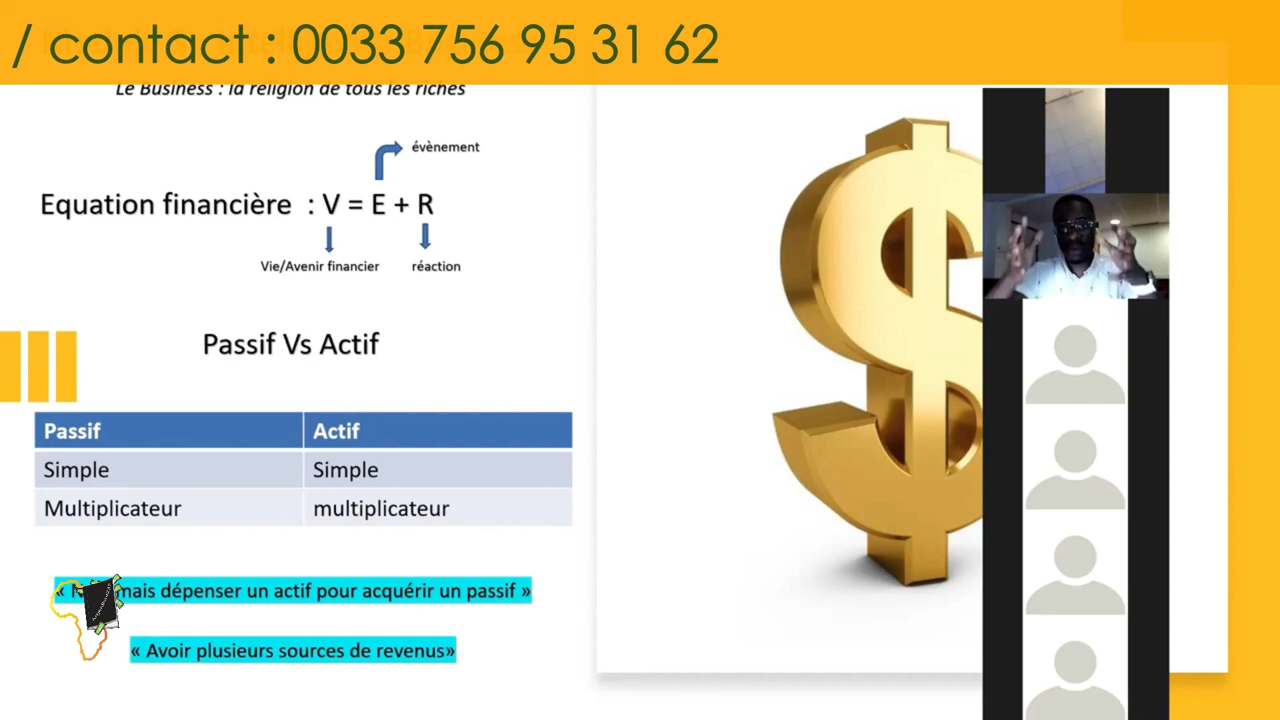 / contact : 0033 756 95 31 62
Le Business : la religion de tous les riches
évènement
Equation financière : V = E + R
Vie/Avenir financier
réaction
Passif Vs Actif
Passif Actif
Simple Simple
Multiplicateur multiplicateur
« dépenser un actif pour acquérir un passif »
« Avoir plusieurs sources de revenus»